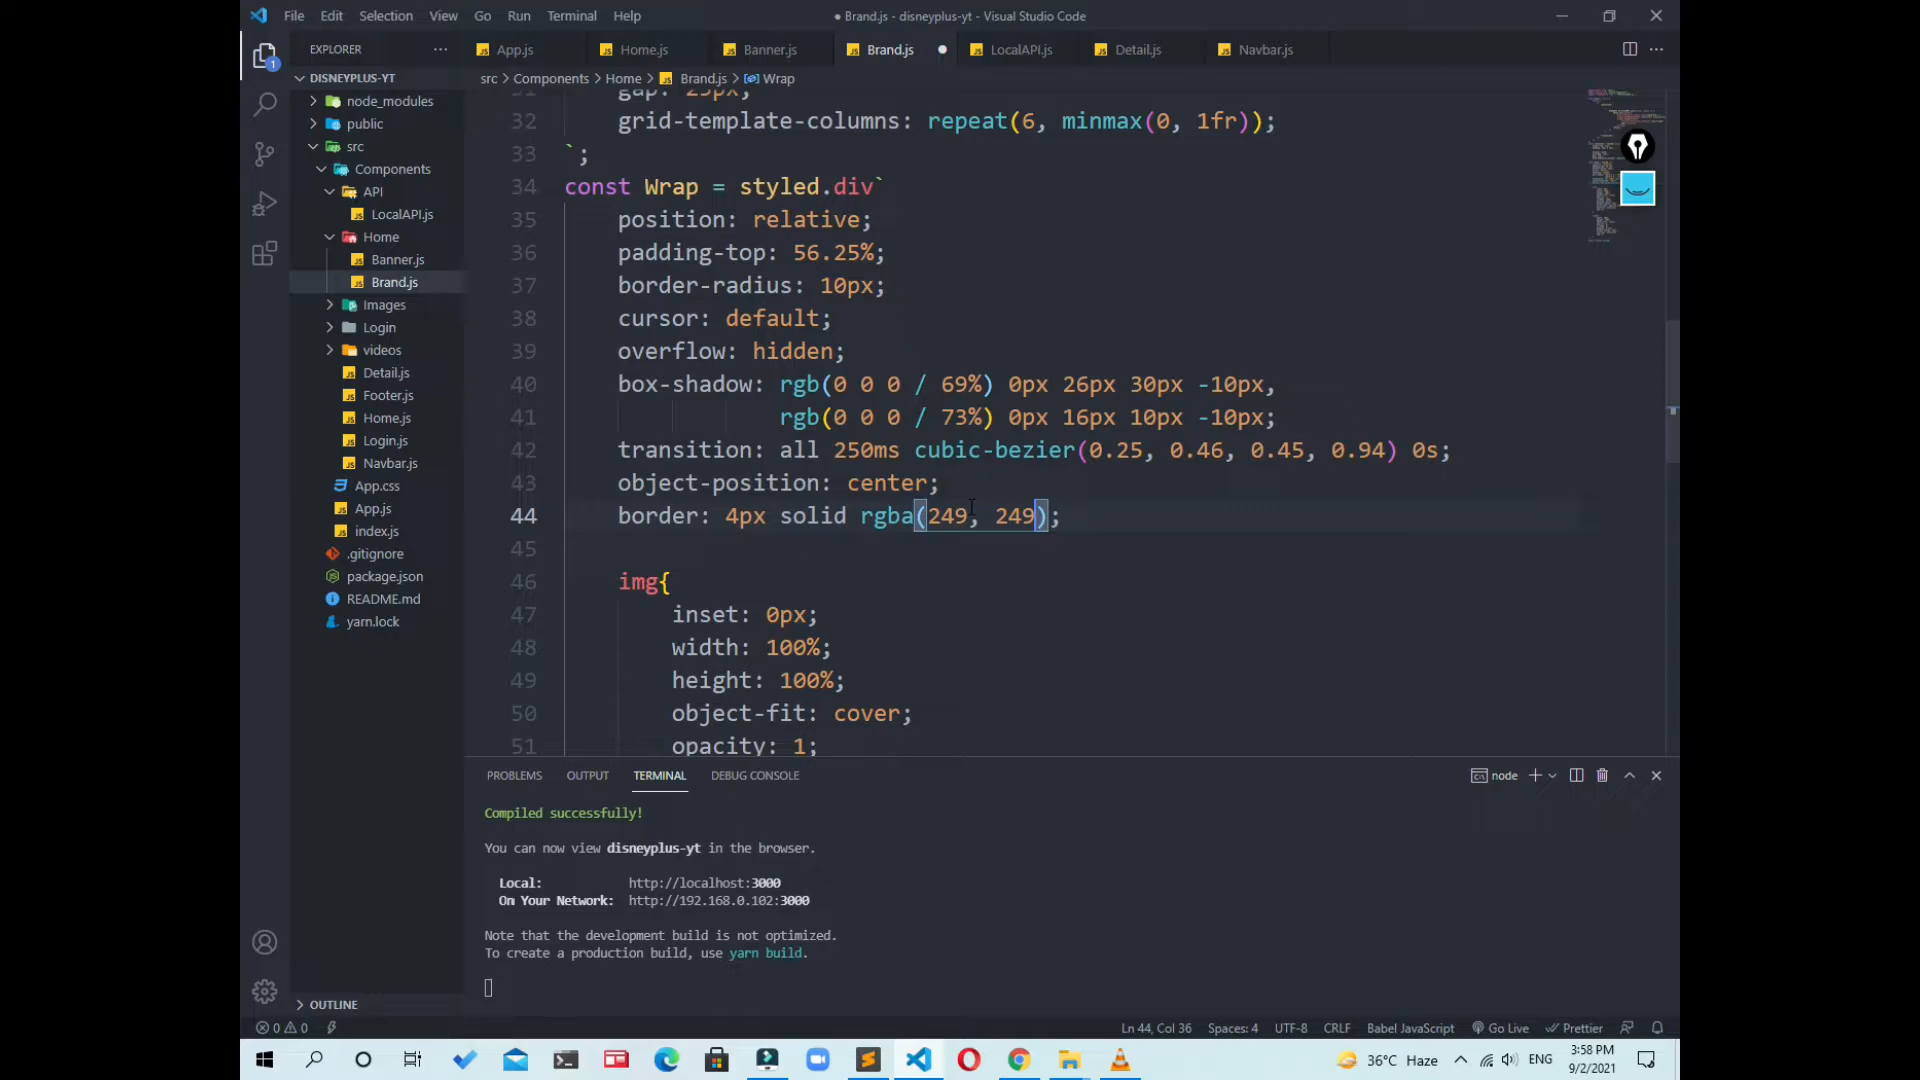 File Edit Selection View Go Run Terminal Help
● Brand.js - disneyplus-yt - Visual Studio Code
EXPLORER
App.js Home.js Banner.js Brand.js LocalAPI.js Detail.js Navbar.js
DISNEYPLUS-YT
src > Components > Home > Brand.js > Wrap
node_modules
public
src
Components
API
LocalAPI.js
Home
Banner.js
Brand.js
Images
Login
videos
Detail.js
Footer.js
Home.js
Login.js
Navbar.js
App.css
App.js
index.js
.gitignore
package.json
README.md
yarn.lock
OUTLINE
31 gap: 25px;
32 grid-template-columns: repeat(6, minmax(0, 1fr));
33 `;
34 const Wrap = styled.div`
35 position: relative;
36 padding-top: 56.25%;
37 border-radius: 10px;
38 cursor: default;
39 overflow: hidden;
40 box-shadow: rgb(0 0 0 / 69%) 0px 26px 30px -10px,
41 rgb(0 0 0 / 73%) 0px 16px 10px -10px;
42 transition: all 250ms cubic-bezier(0.25, 0.46, 0.45, 0.94) 0s;
43 object-position: center;
44 border: 4px solid rgba(249, 249);
45
46 img{
47 inset: 0px;
48 width: 100%;
49 height: 100%;
50 object-fit: cover;
51 opacity: 1;
PROBLEMS OUTPUT TERMINAL DEBUG CONSOLE
node
Compiled successfully!
You can now view disneyplus-yt in the browser.
Local: http://localhost:3000
On Your Network: http://192.168.0.102:3000
Note that the development build is not optimized.
To create a production build, use yarn build.
0 0
Ln 44, Col 36 Spaces: 4 UTF-8 CRLF Babel JavaScript Go Live Prettier
36°C Haze
ENG
3:58 PM
9/2/2021